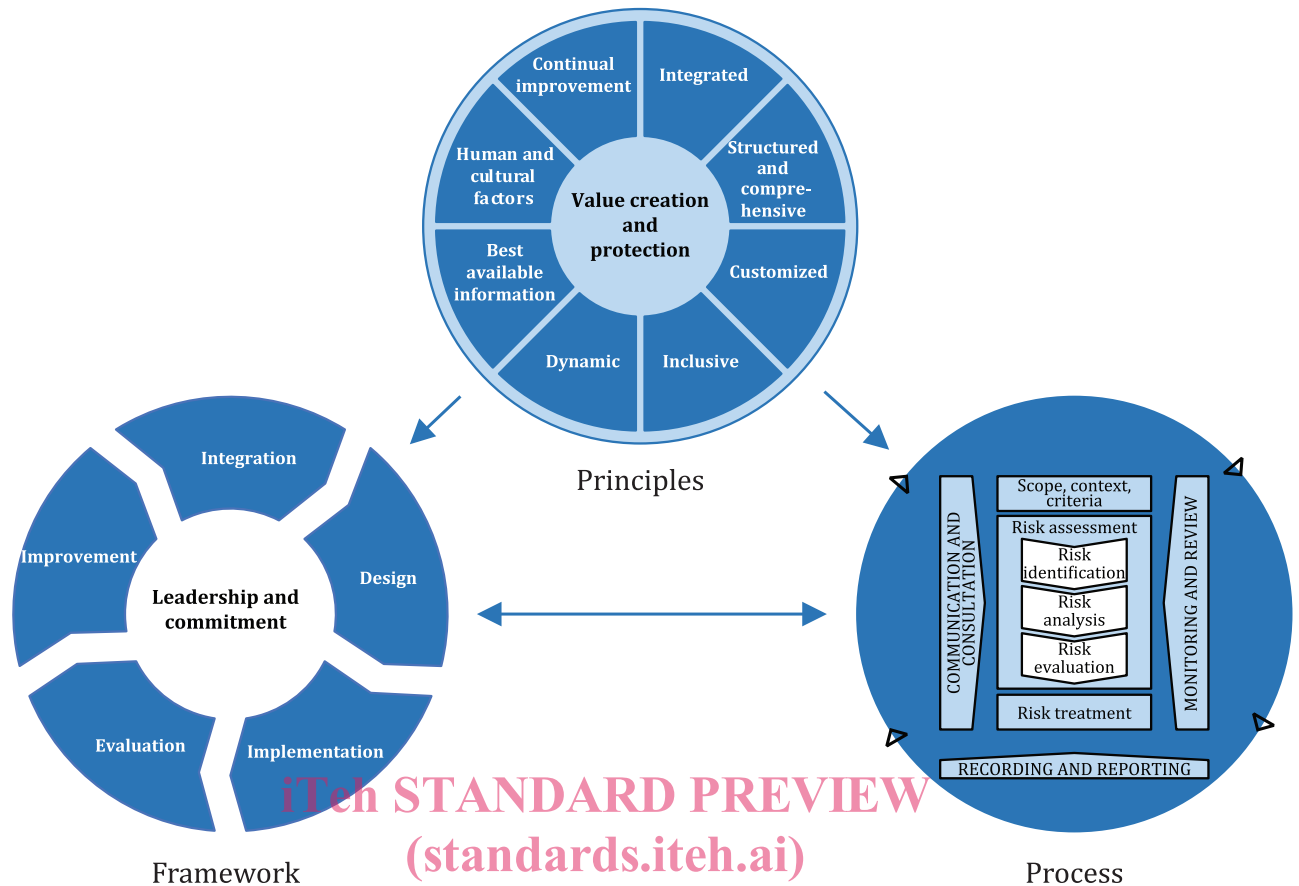 Continual
improvement
Integrated
Structured
and
compre-
hensive
Customized
Inclusive
Dynamic
Best
available
information
Human and
cultural
factors
Value creation
and
protection
Principles
Integration
Design
Implementation
Evaluation
Improvement
Leadership and
commitment
Framework
Scope, context,
criteria
Risk assessment
Risk
identification
Risk
analysis
Risk
evaluation
Risk treatment
COMMUNICATION AND
CONSULTATION
MONITORING AND REVIEW
RECORDING AND REPORTING
Process
iTeh STANDARD PREVIEW
(standards.iteh.ai)